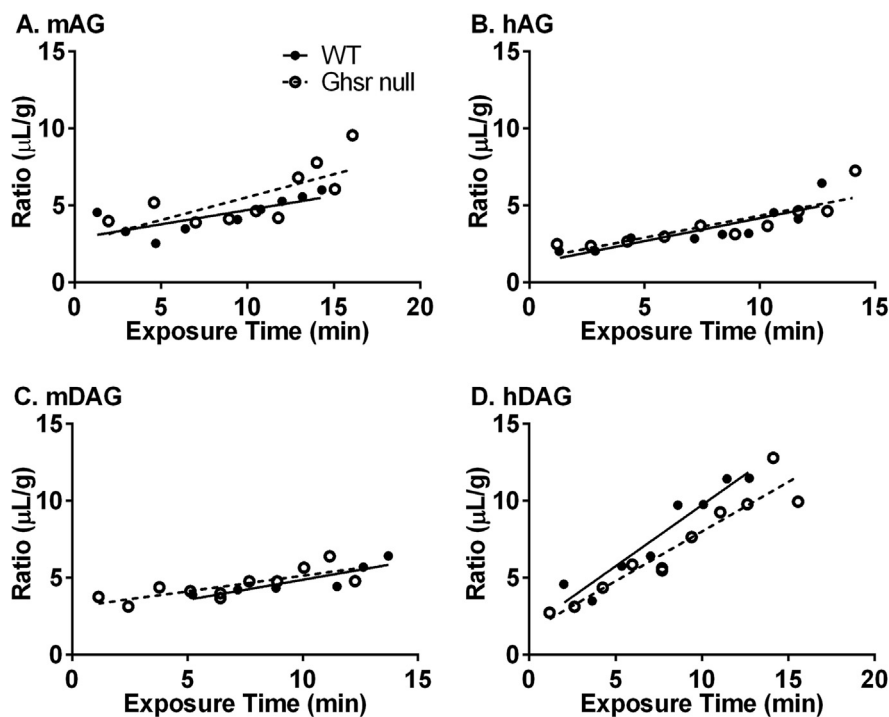 A. mAG
15
10
5
0
0
5
10
15
20
Ratio (μL/g)
Exposure Time (min)
WT
Ghsr null
B. hAG
15
10
5
0
0
5
10
15
Ratio (μL/g)
Exposure Time (min)
C. mDAG
15
10
5
0
0
5
10
15
Ratio (μL/g)
Exposure Time (min)
D. hDAG
15
10
5
0
0
5
10
15
20
Ratio (μL/g)
Exposure Time (min)